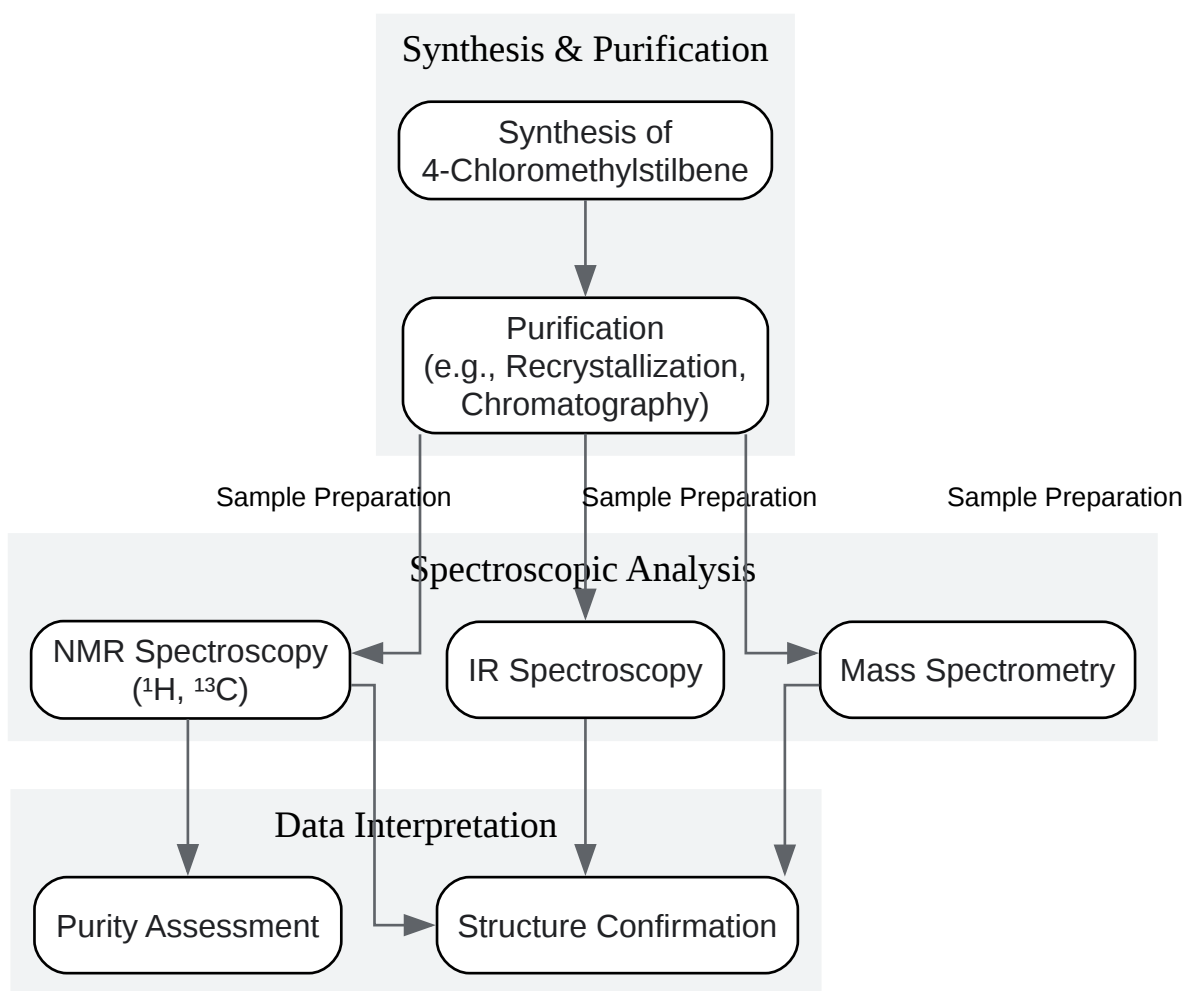 Synthesis & Purification
Synthesis of
4-Chloromethylstilbene
Purification
(e.g., Recrystallization,
Chromatography)
Sample Preparation
Sample Preparation
Sample Preparation
Spectroscopic Analysis
NMR Spectroscopy
(¹H, ¹³C)
IR Spectroscopy
Mass Spectrometry
Data Interpretation
Purity Assessment
Structure Confirmation